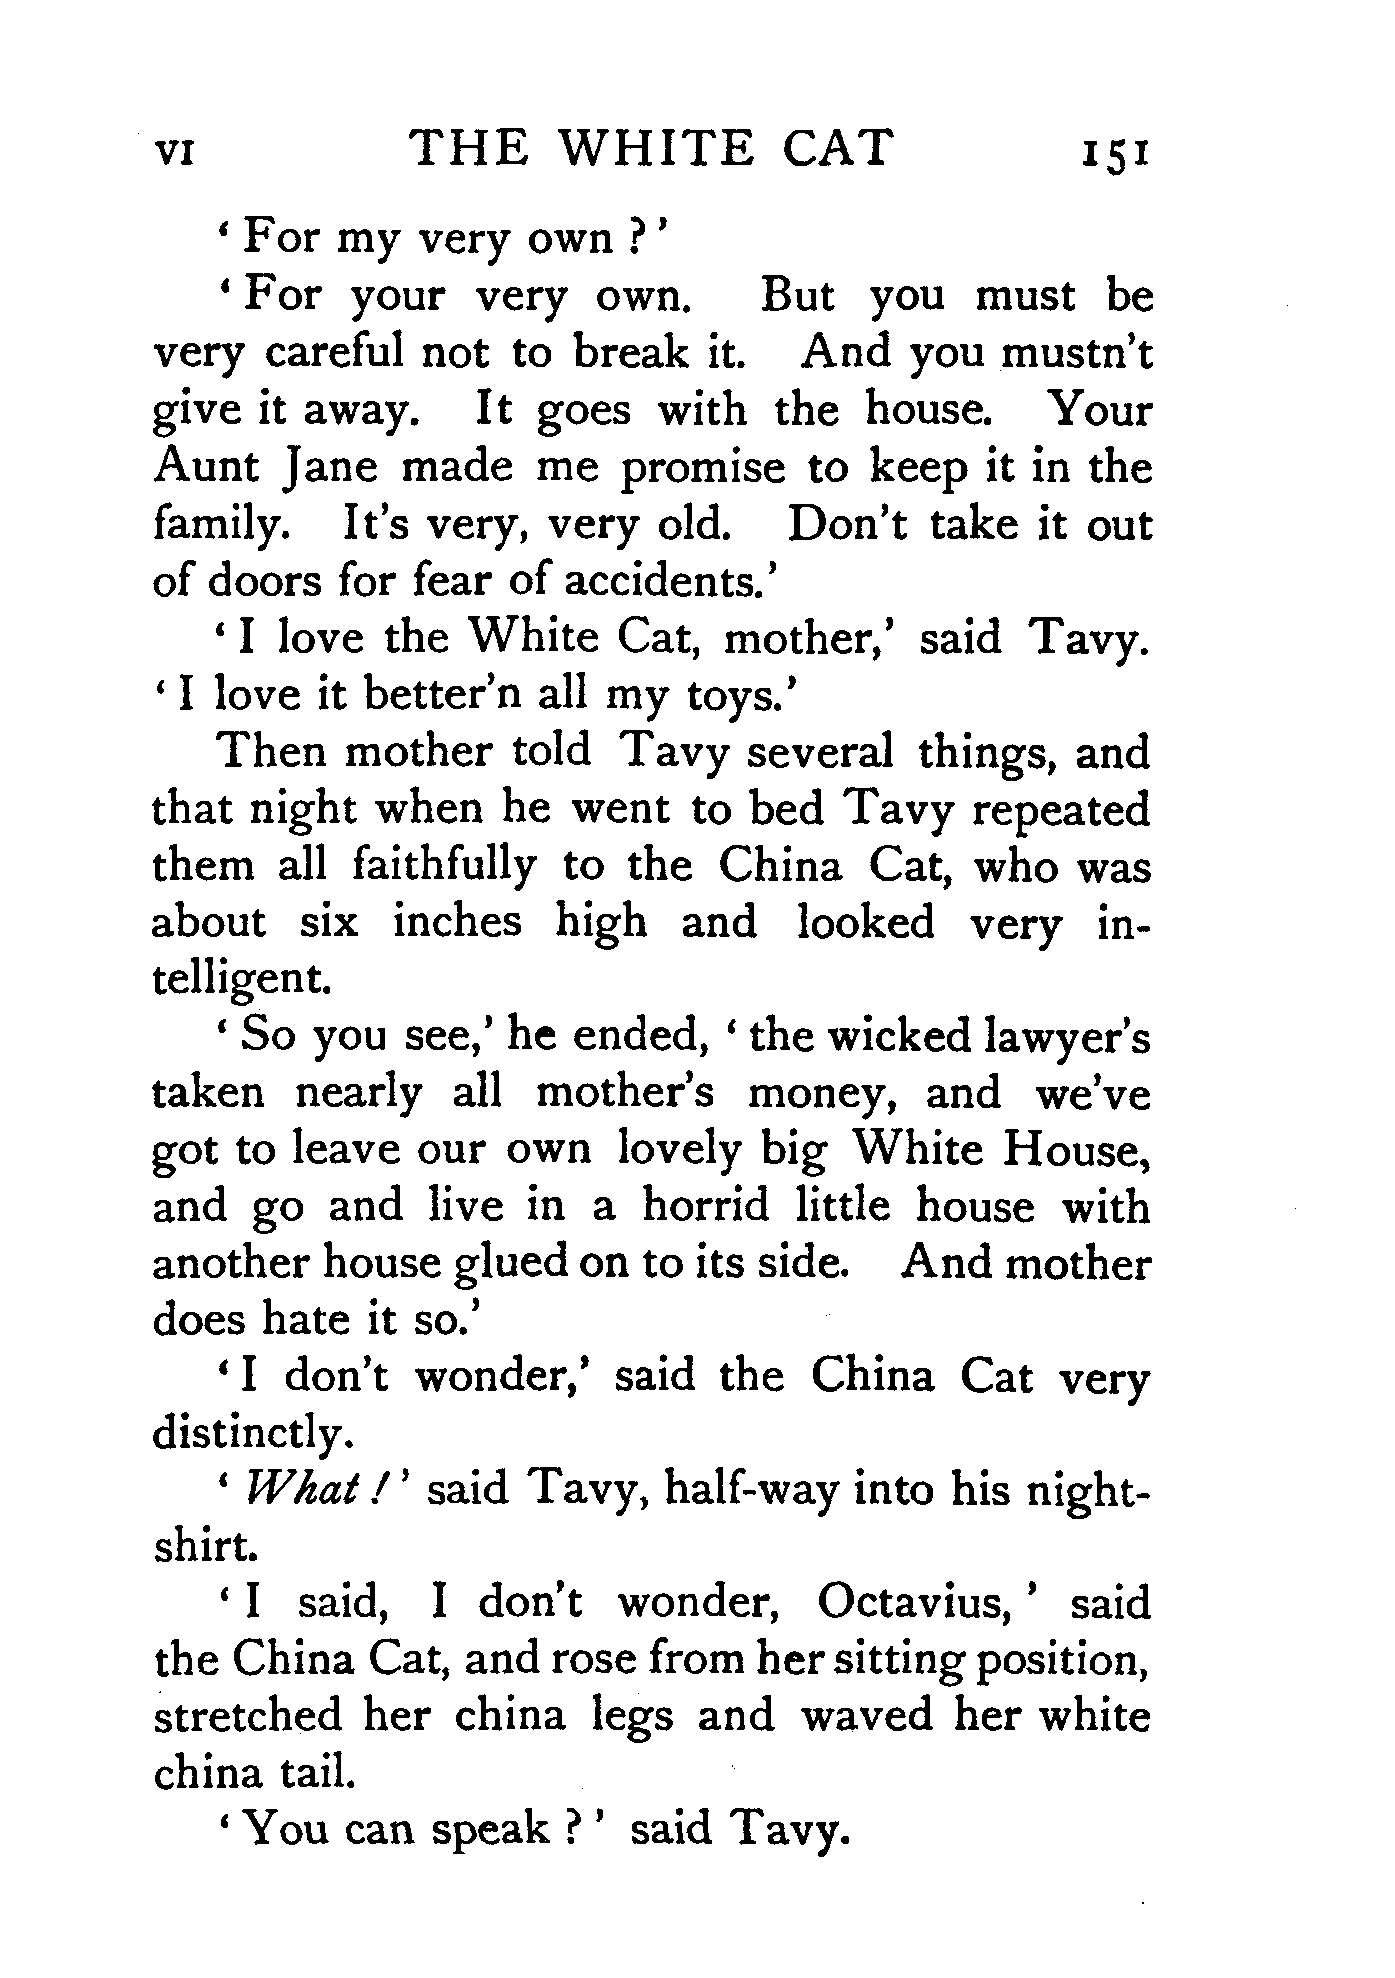 VI THE WHITE CAT 151
‘ For my very own ? ’
‘ For your very own. But you must be
very careful not to break it. And you mustn’t
give it away. It goes with the house. Your
Aunt Jane made me promise to keep it in the
family. It’s very, very old. Don’t take it out
of doors for fear of accidents.’
‘ I love the White Cat, mother,’ said Tavy.
‘ I love it better’n all my toys.’
Then mother told Tavy several things, and
that night when he went to bed Tavy repeated
them all faithfully to the China Cat, who was
about six inches high and looked very in-
telligent.
‘ So you see,’ he ended, ‘ the wicked lawyer’s
taken nearly all mother’s money, and we’ve
got to leave our own lovely big White House,
and go and live in a horrid little house with
another house glued on to its side. And mother
does hate it so.’
‘ I don’t wonder,’ said the China Cat very
distinctly.
‘ What ! ’ said Tavy, half-way into his night-
shirt.
‘ I said, I don’t wonder, Octavius, ’ said
the China Cat, and rose from her sitting position,
stretched her china legs and waved her white
china tail.
‘ You can speak ? ’ said Tavy.